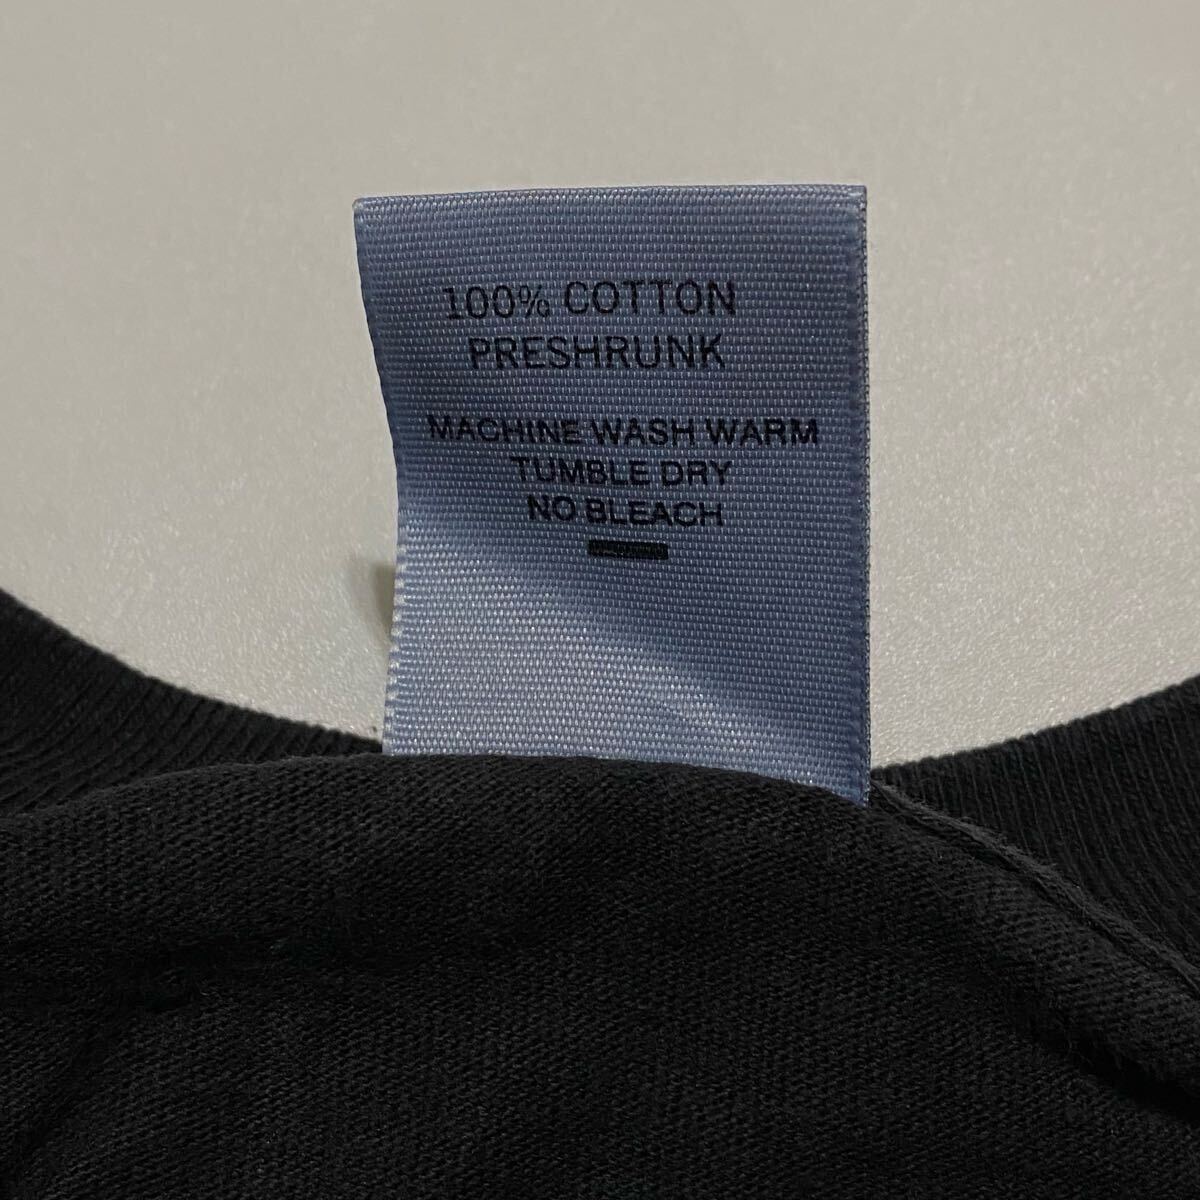 100% COTTON
PRESHRUNK
MACHINE WASH WARM
TUMBLE DRY
NO BLEACH